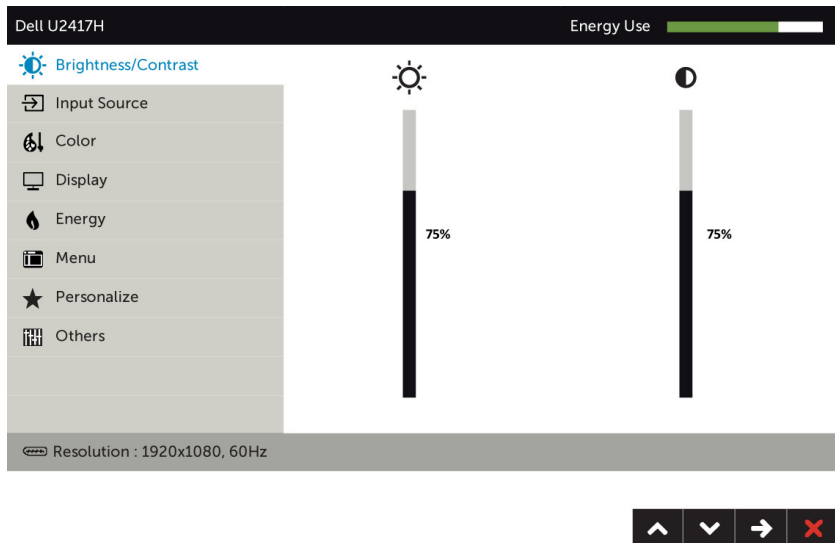 Dell U2417H
Energy Use
Brightness/Contrast
Input Source
Color
Display
Energy
Menu
Personalize
Others
75%
75%
Resolution : 1920x1080, 60Hz